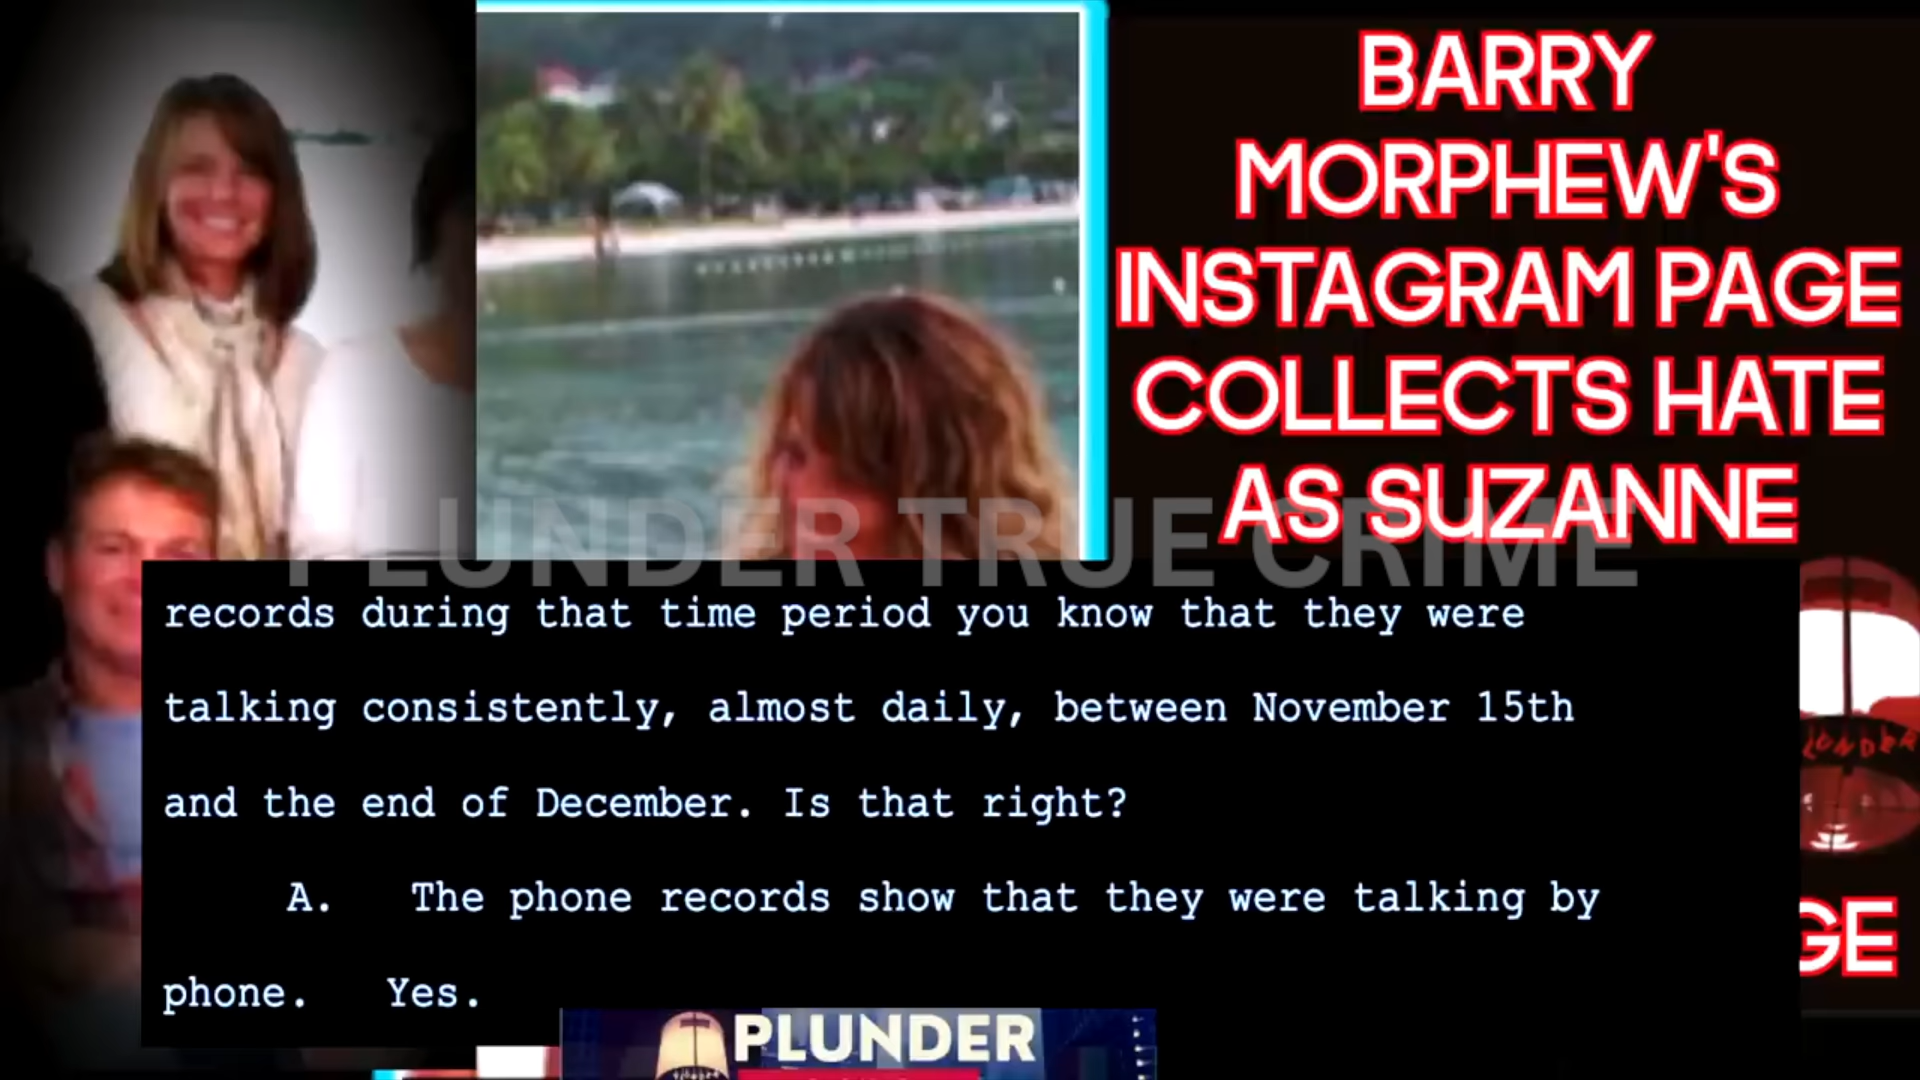 BARRY
MORPHEW'S
INSTAGRAM PAGE
COLLECTS HATE
AS SUZANNE
PLUNDER TRUE CRIME
records during that time period you know that they were
talking consistently, almost daily, between November 15th
and the end of December. Is that right?
A. The phone records show that they were talking by
phone. Yes.
GE
PLUNDER